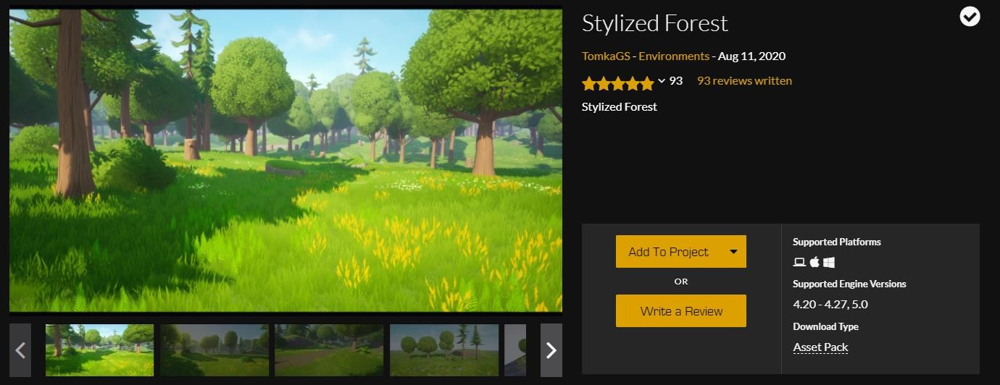 Stylized Forest
TomkaGS - Environments - Aug 11, 2020
93 93 reviews written
Stylized Forest
Add To Project
OR
Write a Review
Supported Platforms
Supported Engine Versions
4.20 - 4.27, 5.0
Download Type
Asset Pack